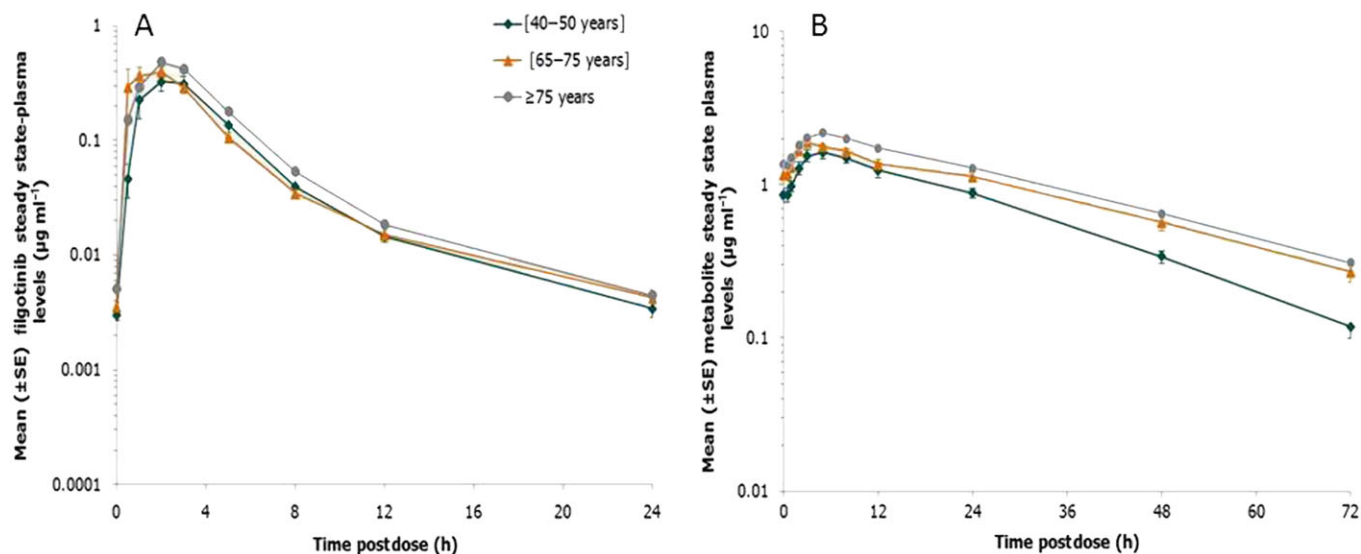 A
[40–50 years]
[65–75 years]
≥75 years
Mean (±SE) filgotinib steady state-plasma
levels (µg ml⁻¹)
1
0.1
0.01
0.001
0.0001
0 4 8 12 16 20 24
Time postdose (h)
B
Mean (±SE) metabolite steady state plasma
levels (µg ml⁻¹)
10
1
0.1
0.01
0 12 24 36 48 60 72
Time postdose (h)